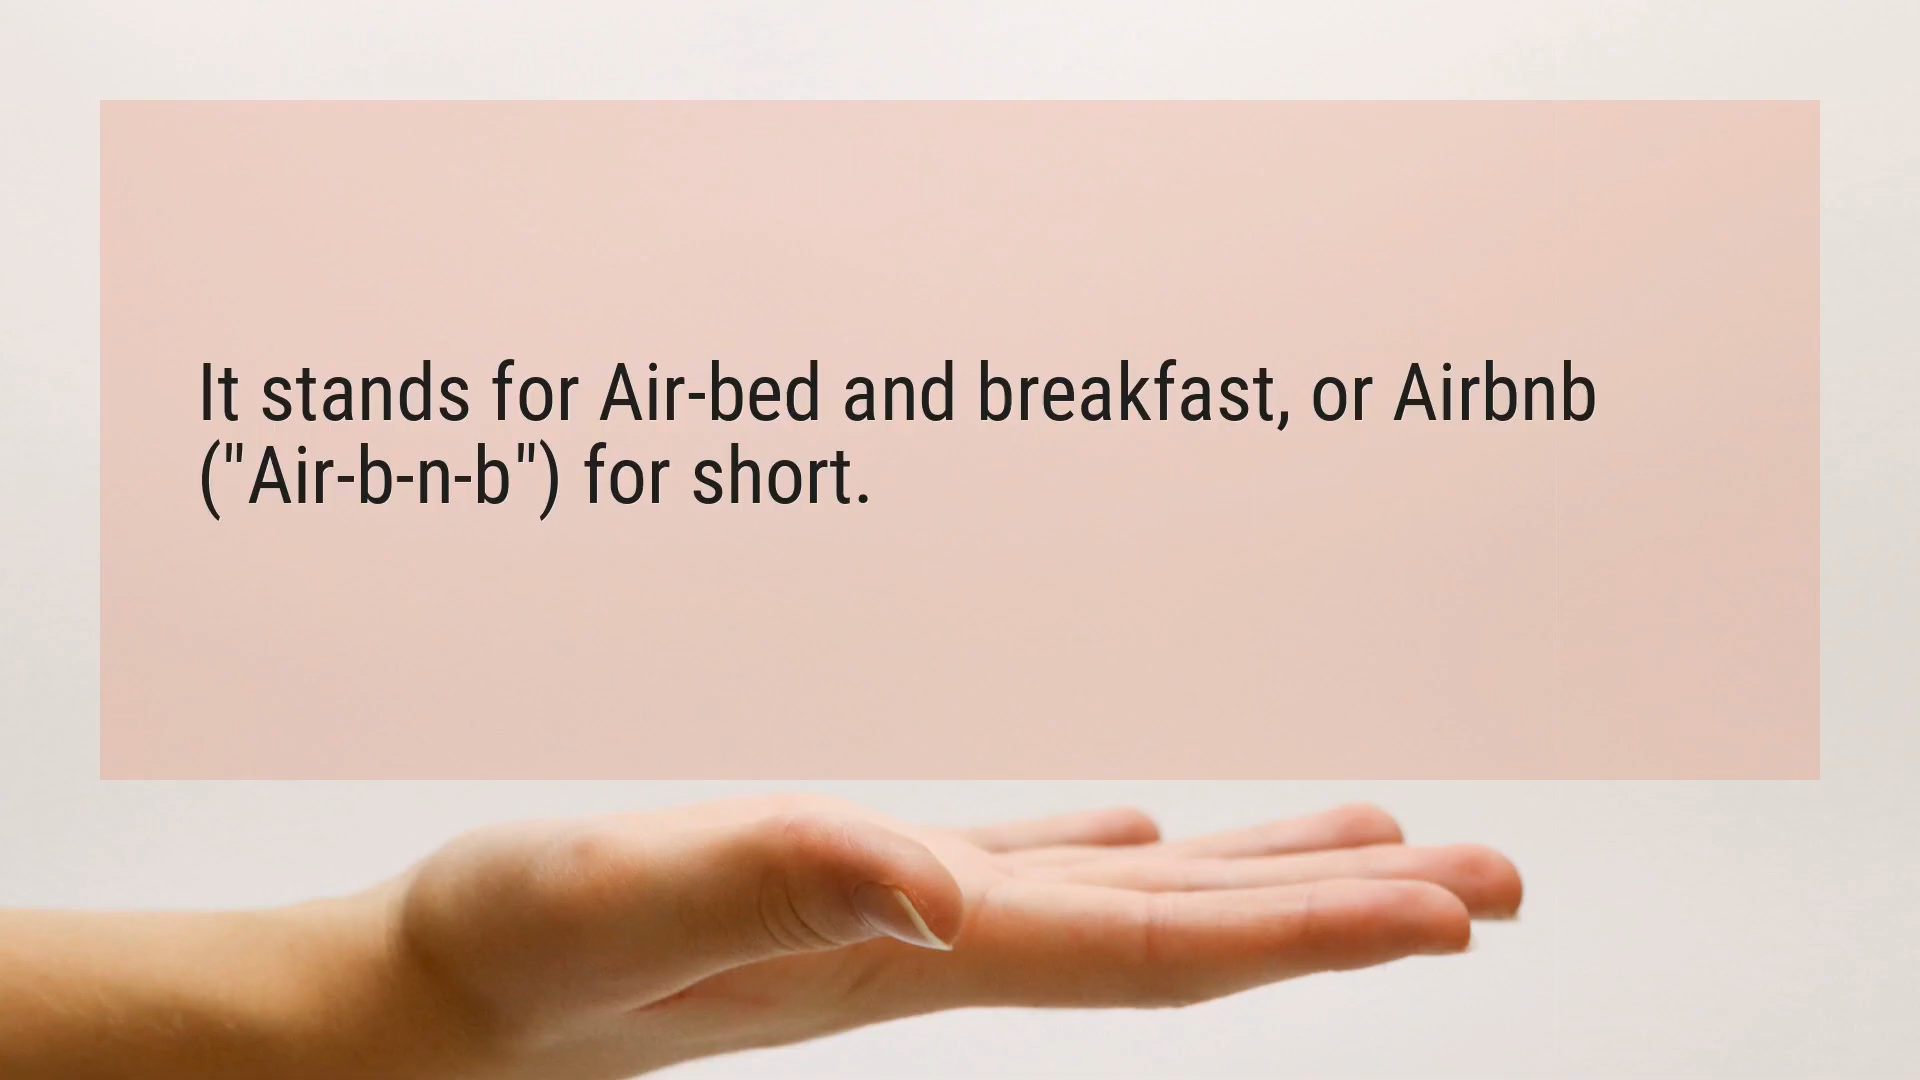 It stands for Air-bed and breakfast, or Airbnb
("Air-b-n-b") for short.